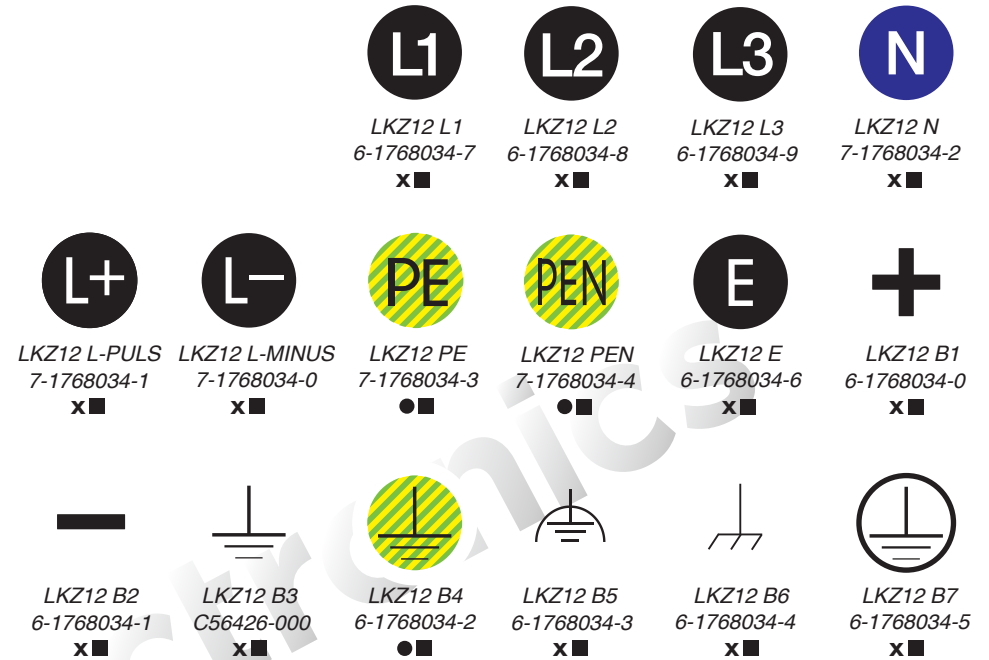 L1 L2 L3 N
LKZ12 L1 LKZ12 L2 LKZ12 L3 LKZ12 N
6-1768034-7 6-1768034-8 6-1768034-9 7-1768034-2
x■ x■ x■ x■
L+ L− PE PEN E +
LKZ12 L-PULS LKZ12 L-MINUS LKZ12 PE LKZ12 PEN LKZ12 E LKZ12 B1
7-1768034-1 7-1768034-0 7-1768034-3 7-1768034-4 6-1768034-6 6-1768034-0
x■ x■ ●■ ●■ x■ x■
−
LKZ12 B2 LKZ12 B3 LKZ12 B4 LKZ12 B5 LKZ12 B6 LKZ12 B7
6-1768034-1 C56426-000 6-1768034-2 6-1768034-3 6-1768034-4 6-1768034-5
x■ x■ ●■ x■ x■ x■
ctronics